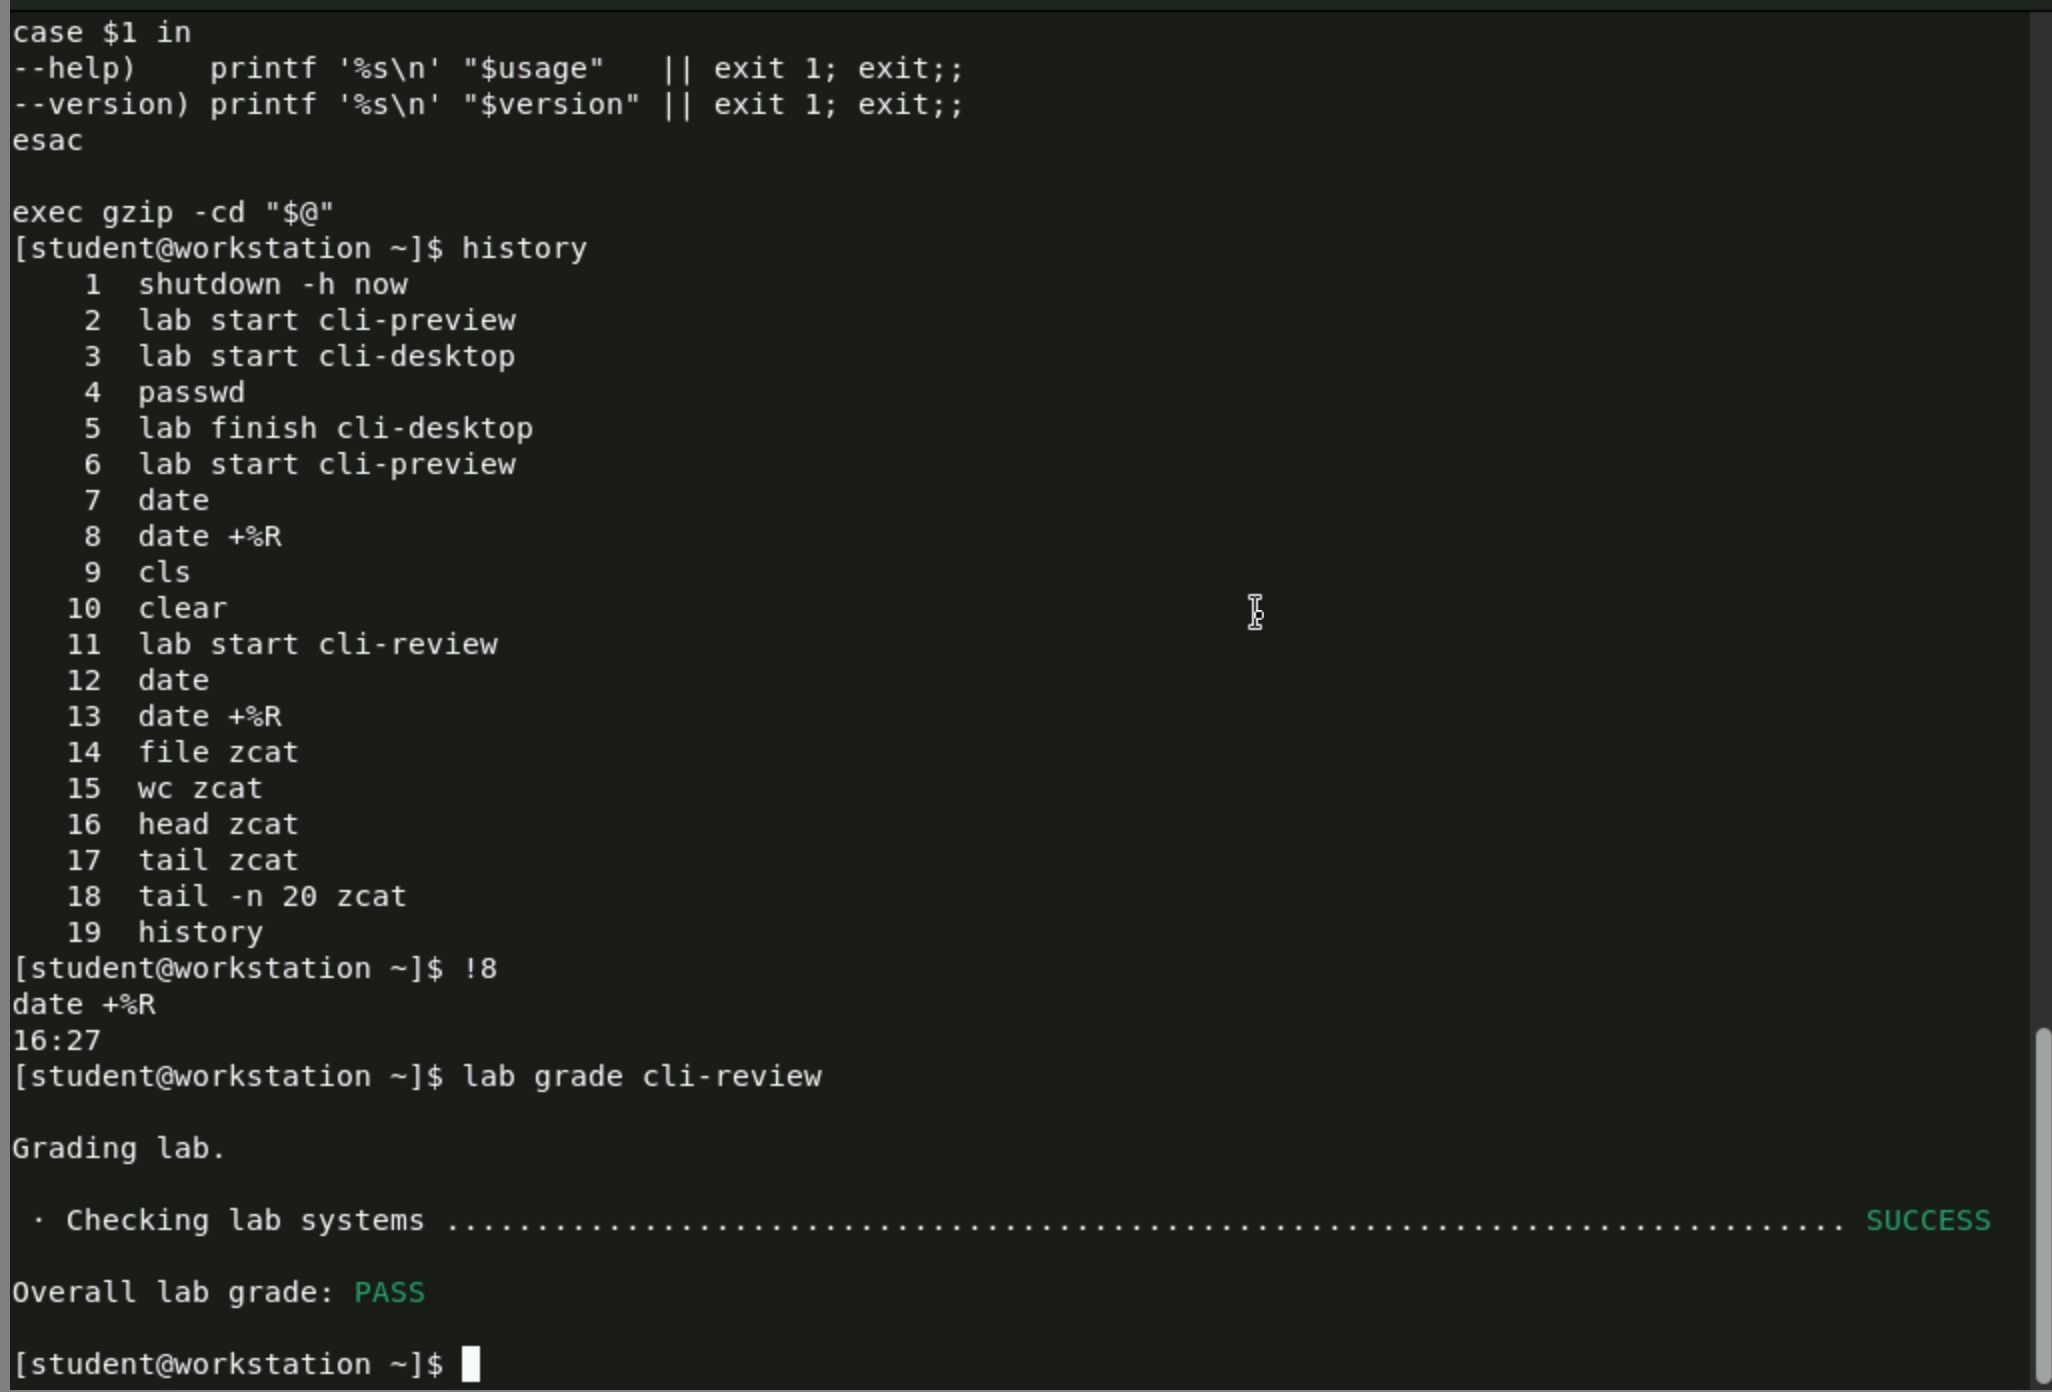 case $1 in
--help)    printf '%s\n' "$usage"   || exit 1; exit;;
--version) printf '%s\n' "$version" || exit 1; exit;;
esac

exec gzip -cd "$@"
[student@workstation ~]$ history
    1  shutdown -h now
    2  lab start cli-preview
    3  lab start cli-desktop
    4  passwd
    5  lab finish cli-desktop
    6  lab start cli-preview
    7  date
    8  date +%R
    9  cls
   10  clear
   11  lab start cli-review
   12  date
   13  date +%R
   14  file zcat
   15  wc zcat
   16  head zcat
   17  tail zcat
   18  tail -n 20 zcat
   19  history
[student@workstation ~]$ !8
date +%R
16:27
[student@workstation ~]$ lab grade cli-review

Grading lab.

 · Checking lab systems .............................................................................. SUCCESS

Overall lab grade: PASS

[student@workstation ~]$